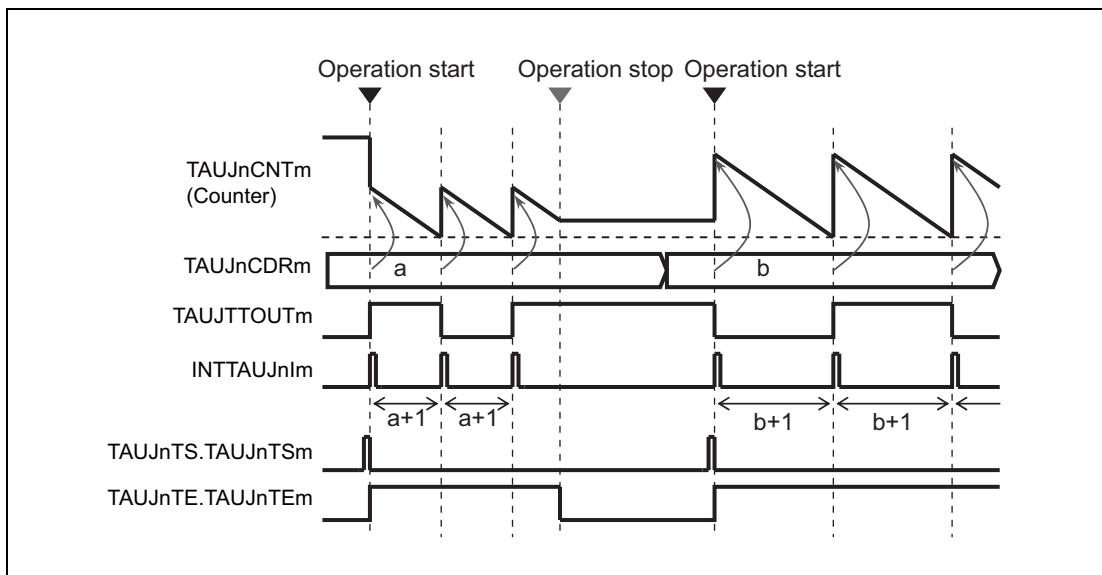 Operation start Operation stop Operation start
TAUJnCNTm
(Counter)
TAUJnCDRm a b
TAUJTTOUTm
INTTAUJnIm
a+1 a+1 b+1 b+1
TAUJnTS.TAUJnTSm
TAUJnTE.TAUJnTEm